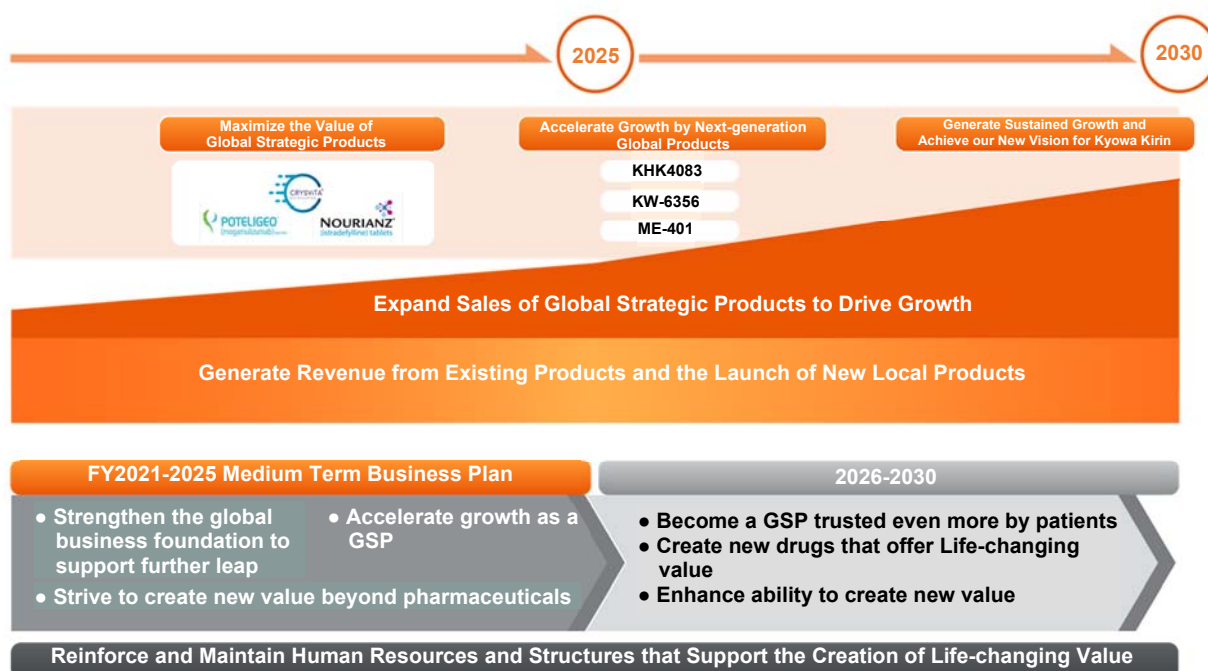 2025
2030
Maximize the Value of
Global Strategic Products
Accelerate Growth by Next-generation
Global Products
Generate Sustained Growth and
Achieve our New Vision for Kyowa Kirin
CRYSVITA
POTELIGEO
(mogamulizumab)
NOURIANZ
(istradefylline) tablets
KHK4083
KW-6356
ME-401
Expand Sales of Global Strategic Products to Drive Growth
Generate Revenue from Existing Products and the Launch of New Local Products
FY2021-2025 Medium Term Business Plan
2026-2030
● Strengthen the global
business foundation to
support further leap
● Accelerate growth as a
GSP
● Strive to create new value beyond pharmaceuticals
● Become a GSP trusted even more by patients
● Create new drugs that offer Life-changing
value
● Enhance ability to create new value
Reinforce and Maintain Human Resources and Structures that Support the Creation of Life-changing Value